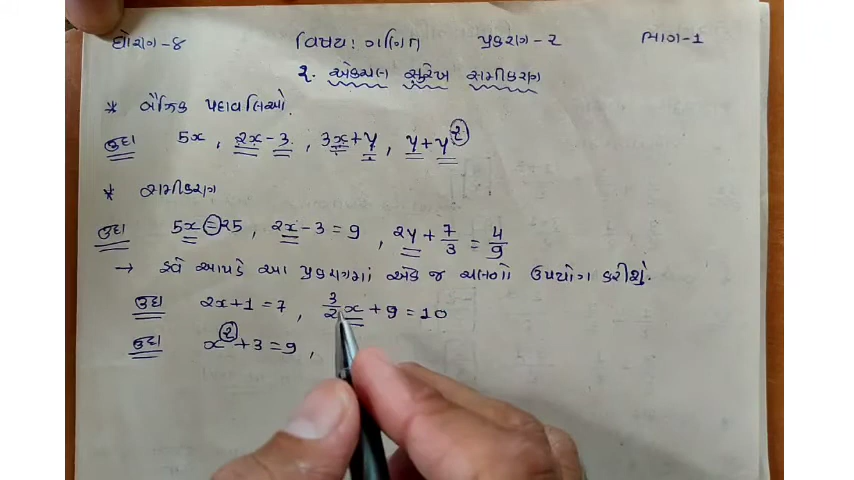 ધોરણ-8 વિષય: ગણિત પ્રકરણ-2 ભાગ-1
2. એકચલ સુરેખ સમીકરણ
* બૈજિક પદાવલિઓ.
ઉદા 5x, 2x-3, 3x+y, y+y²
* સમીકરણ
ઉદા 5x=25, 2x-3=9, 2y+7/3=4/9
→ હવે આપણે આ પ્રકરણમાં એક જ ચલનો ઉપયોગ કરીશું.
ઉદા 2x+1=7, 3/2x+9=10
ઉદા x²+3=9,